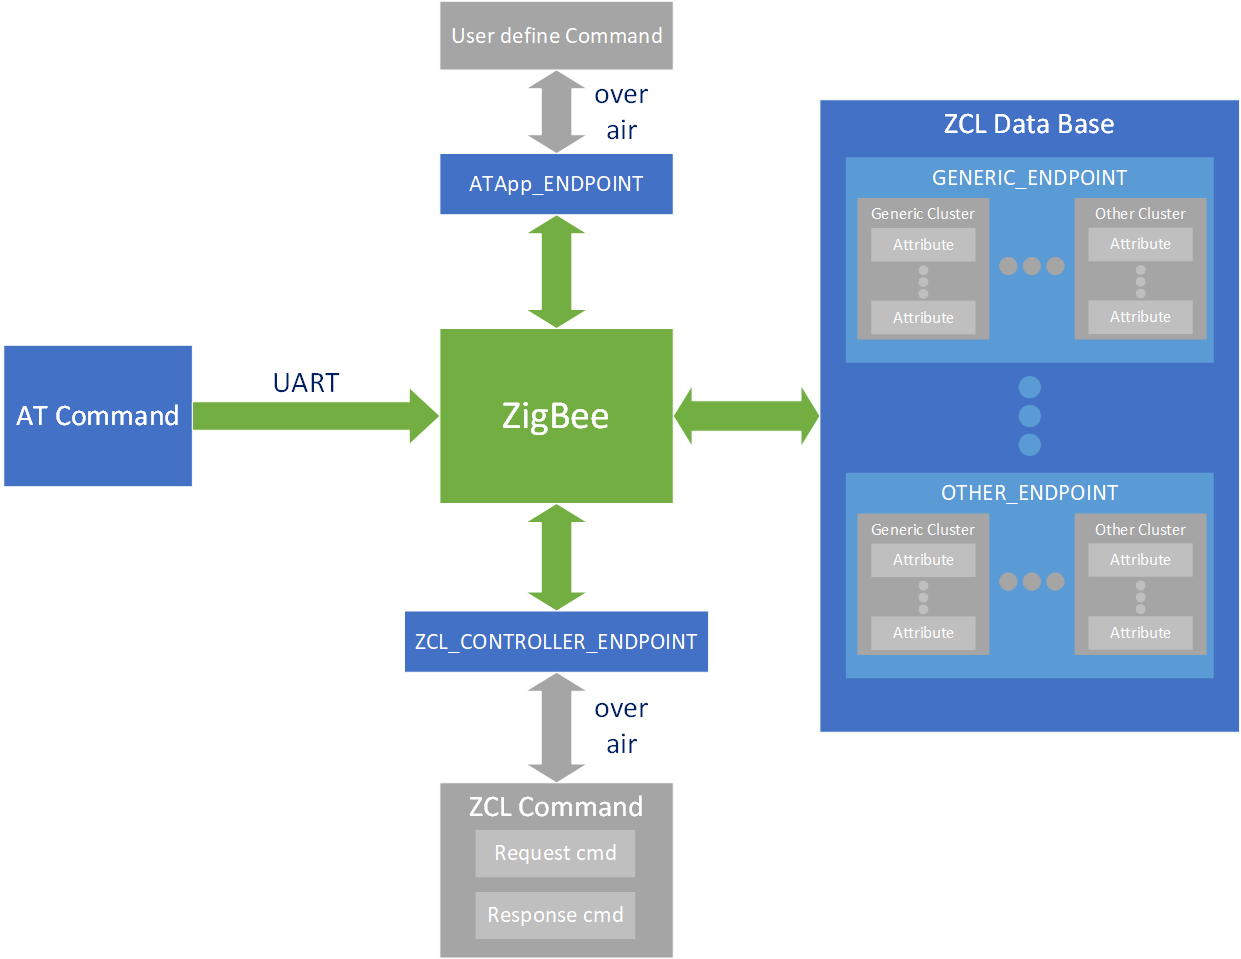 User define Command
over
air
ATApp_ENDPOINT
AT Command
UART
ZigBee
ZCL_CONTROLLER_ENDPOINT
over
air
ZCL Command
Request cmd
Response cmd
ZCL Data Base
GENERIC_ENDPOINT
Generic Cluster
Attribute
Attribute
Other Cluster
Attribute
Attribute
OTHER_ENDPOINT
Generic Cluster
Attribute
Attribute
Other Cluster
Attribute
Attribute